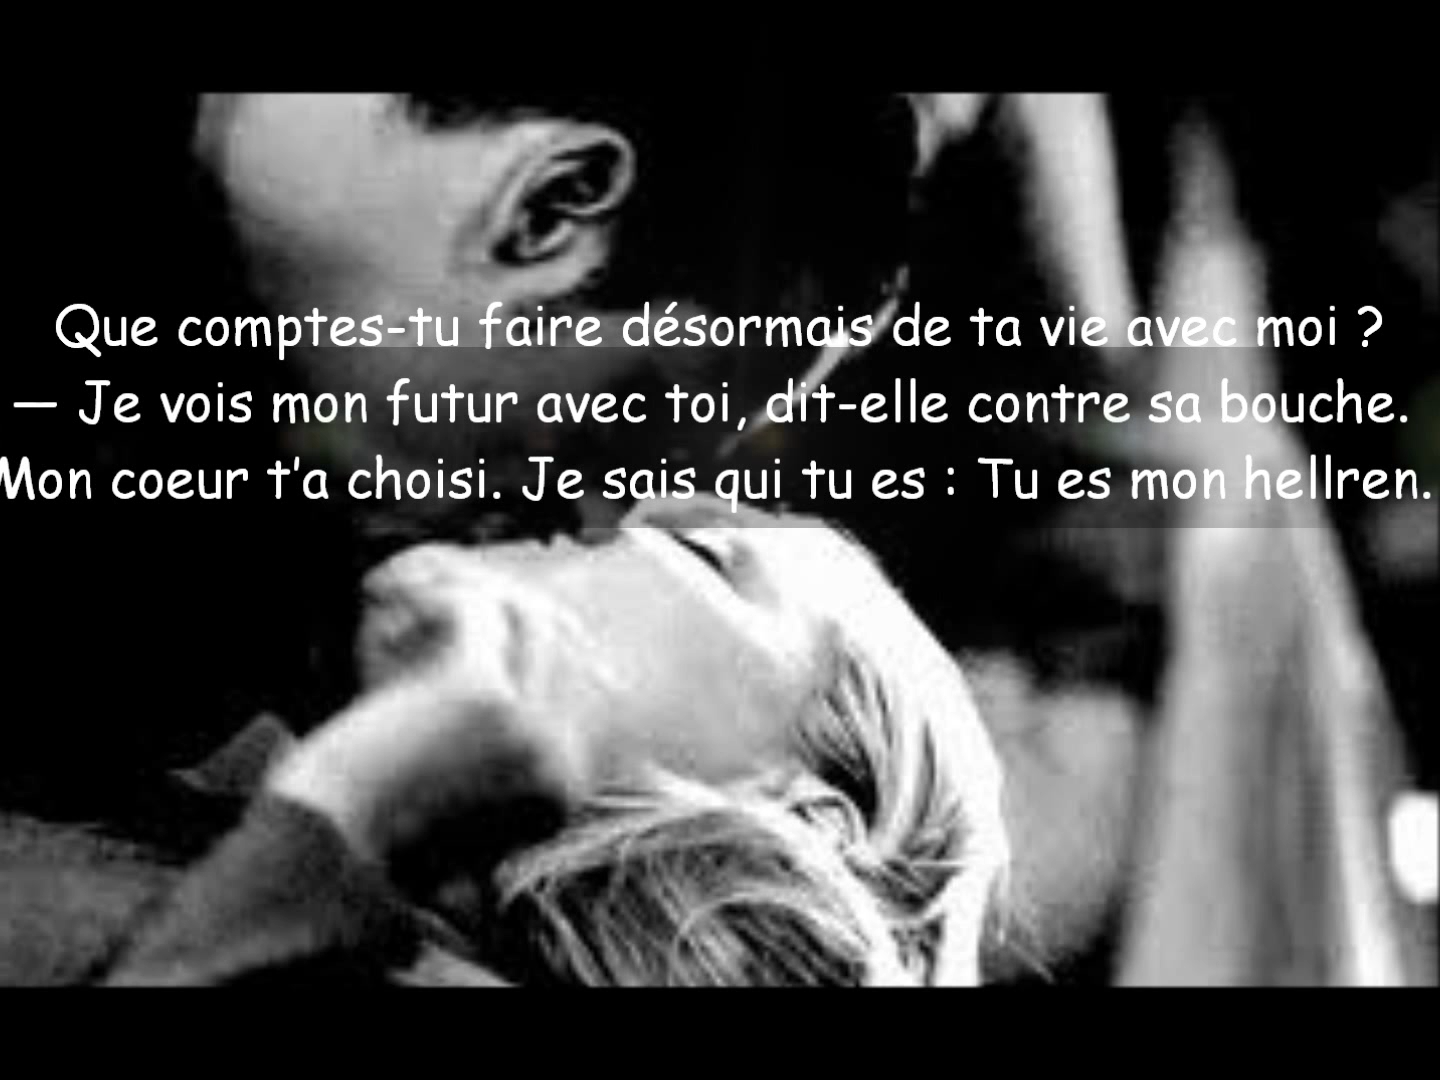 Que comptes-tu faire désormais de ta vie avec moi ?
— Je vois mon futur avec toi, dit-elle contre sa bouche.
Mon coeur t'a choisi. Je sais qui tu es : Tu es mon hellren.